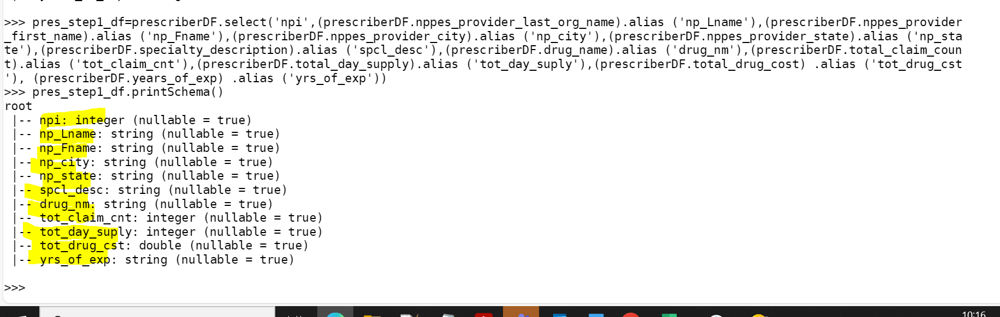 >>> pres_step1_df=prescriberDF.select('npi',(prescriberDF.nppes_provider_last_org_name).alias ('np_Lname'),(prescriberDF.nppes_provider
_first_name).alias ('np_Fname'),(prescriberDF.nppes_provider_city).alias ('np_city'),(prescriberDF.nppes_provider_state).alias ('np_sta
te'),(prescriberDF.specialty_description).alias ('spcl_desc'),(prescriberDF.drug_name).alias ('drug_nm'),(prescriberDF.total_claim_coun
t).alias ('tot_claim_cnt'),(prescriberDF.total_day_supply).alias ('tot_day_suply'),(prescriberDF.total_drug_cost) .alias ('tot_drug_cst
'), (prescriberDF.years_of_exp) .alias ('yrs_of_exp'))
>>> pres_step1_df.printSchema()
root
 |-- npi: integer (nullable = true)
 |-- np_Lname: string (nullable = true)
 |-- np_Fname: string (nullable = true)
 |-- np_city: string (nullable = true)
 |-- np_state: string (nullable = true)
 |-- spcl_desc: string (nullable = true)
 |-- drug_nm: string (nullable = true)
 |-- tot_claim_cnt: integer (nullable = true)
 |-- tot_day_suply: integer (nullable = true)
 |-- tot_drug_cst: double (nullable = true)
 |-- yrs_of_exp: string (nullable = true)
>>>
10:16